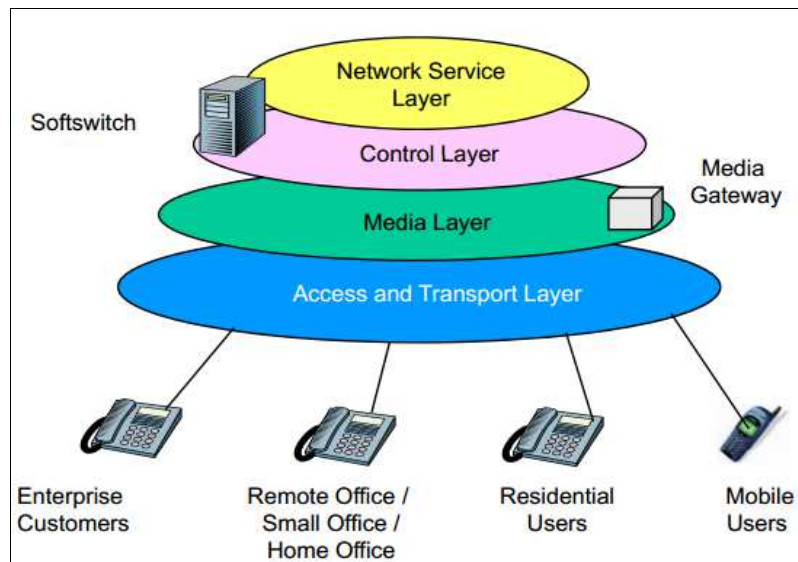 Network Service
Layer
Softswitch
Control Layer
Media
Gateway
Media Layer
Access and Transport Layer
Enterprise
Customers
Remote Office /
Small Office /
Home Office
Residential
Users
Mobile
Users